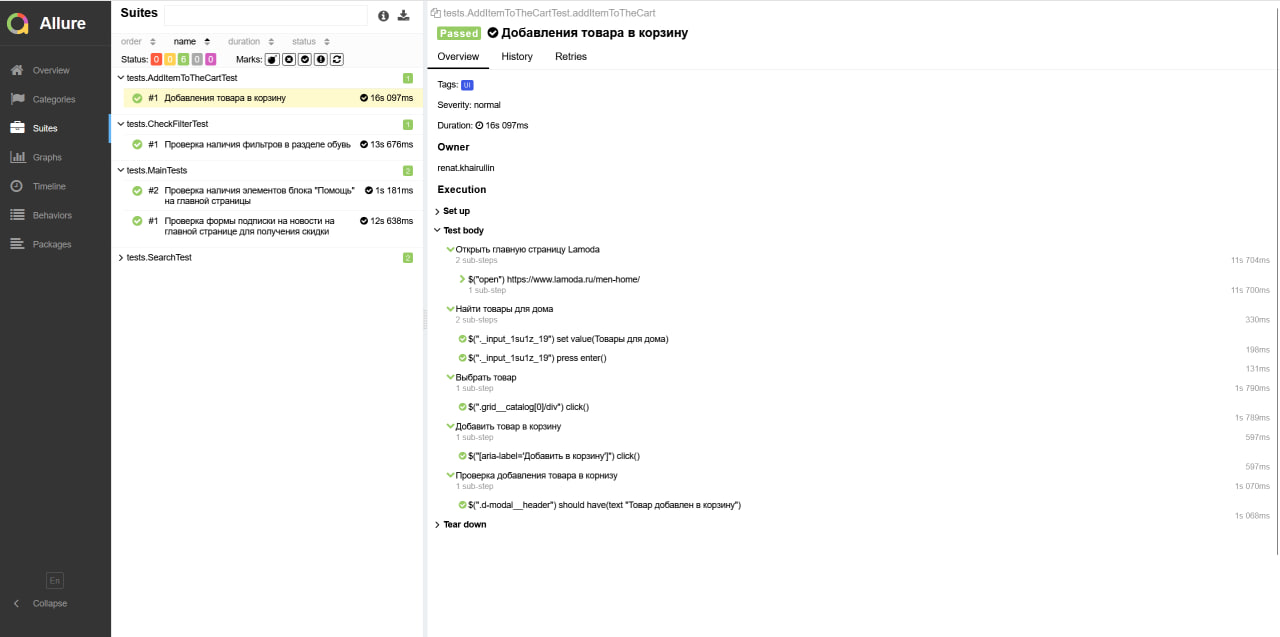 Allure
Overview
Categories
Suites
Graphs
Timeline
Behaviors
Packages
En
Collapse
Suites
order name duration status
Status: 0 0 6 0 0 Marks:
tests.AddItemToTheCartTest 1
#1 Добавления товара в корзину 16s 097ms
tests.CheckFilterTest 1
#1 Проверка наличия фильтров в разделе обувь 13s 676ms
tests.MainTests 2
#2 Проверка наличия элементов блока "Помощь" 1s 181ms
на главной страницы
#1 Проверка формы подписки на новости на 12s 638ms
главной странице для получения скидки
tests.SearchTest 2
tests.AddItemToTheCartTest.addItemToTheCart
Passed Добавления товара в корзину
Overview History Retries
Tags: UI
Severity: normal
Duration: 16s 097ms
Owner
renat.khairullin
Execution
Set up
Test body
Открыть главную страницу Lamoda
2 sub-steps 11s 704ms
$("open") https://www.lamoda.ru/men-home/
1 sub-step 11s 700ms
Найти товары для дома
2 sub-steps 330ms
$("._input_1su1z_19") set value(Товары для дома)
198ms
$("._input_1su1z_19") press enter()
131ms
Выбрать товар
1 sub-step 1s 790ms
$(".grid__catalog[0]/div") click()
1s 789ms
Добавить товар в корзину
1 sub-step 597ms
$("[aria-label='Добавить в корзину']") click()
597ms
Проверка добавления товара в корнизу
1 sub-step 1s 070ms
$(".d-modal__header") should have(text "Товар добавлен в корзину")
1s 068ms
Tear down